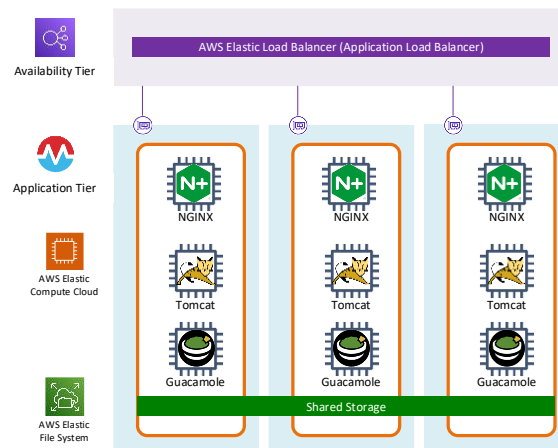 AWS Elastic Load Balancer (Application Load Balancer)
Availability Tier
Application Tier
N+
N+
N+
NGINX
NGINX
NGINX
AWS Elastic
Compute Cloud
Tomcat
Tomcat
Tomcat
Guacamole
Guacamole
Guacamole
Shared Storage
AWS Elastic
File System